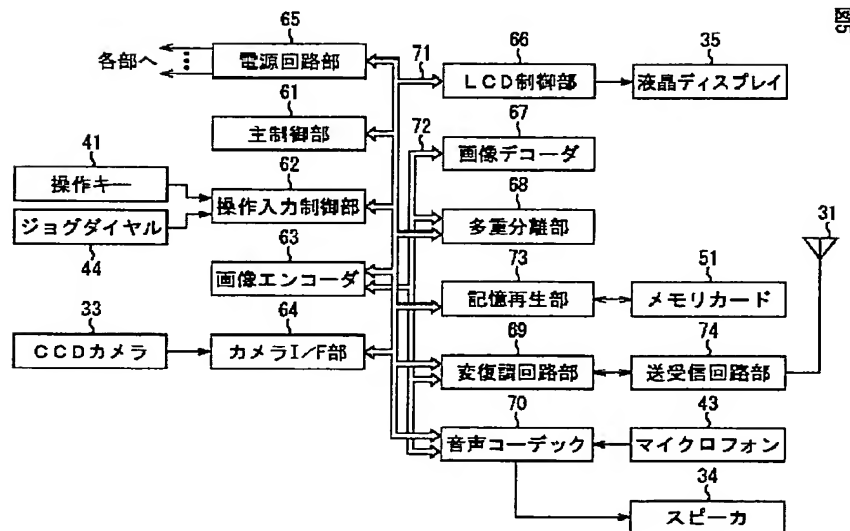 図5
65
各部へ
電源回路部
71
66
LCD制御部
35
液晶ディスプレイ
61
主制御部
72
67
画像デコーダ
41
操作キー
62
操作入力制御部
68
多重分離部
ジョグダイヤル
44
63
画像エンコーダ
73
記憶再生部
51
メモリカード
31
33
CCDカメラ
64
カメラI/F部
69
変復調回路部
74
送受信回路部
70
音声コーデック
43
マイクロフォン
34
スピーカ